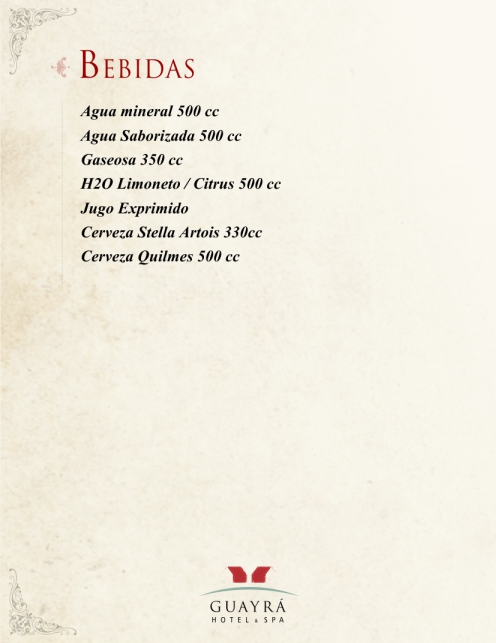 BEBIDAS
Agua mineral 500 cc
Agua Saborizada 500 cc
Gaseosa 350 cc
H2O Limoneto / Citrus 500 cc
Jugo Exprimido
Cerveza Stella Artois 330cc
Cerveza Quilmes 500 cc
GUAYRÁ
HOTEL & SPA